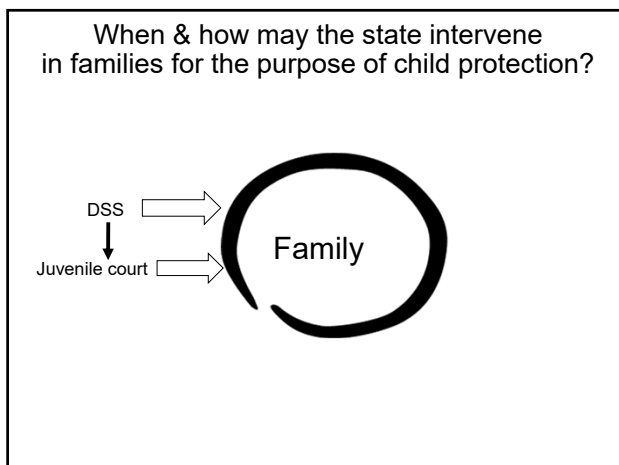 When & how may the state intervene
in families for the purpose of child protection?
DSS
Family
Juvenile court